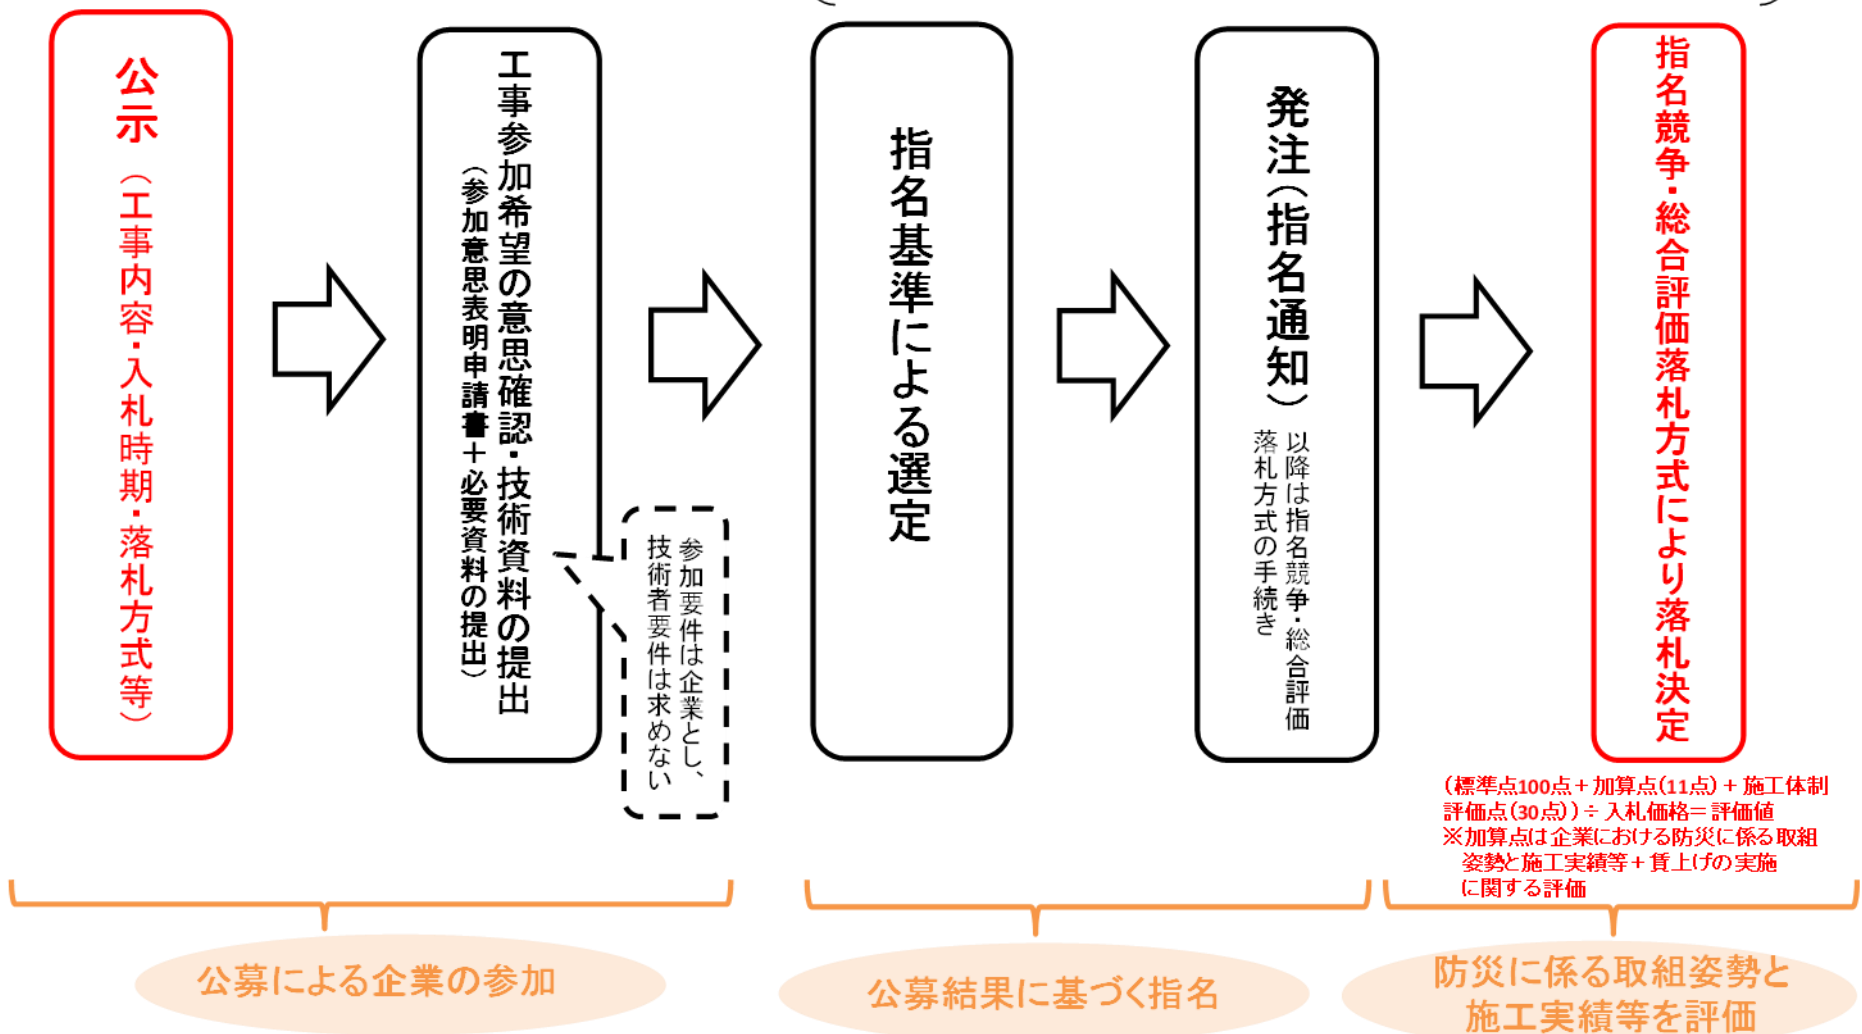 公示（工事内容・入札時期・落札方式等）
工事参加希望の意思確認・技術資料の提出
（参加意思表明申請書＋必要資料の提出）
参加要件は企業とし、
技術者要件は求めない
指名基準による選定
発注（指名通知）
以降は指名競争・総合評価
落札方式の手続き
指名競争・総合評価落札方式により落札決定
(標準点100点＋加算点(11点)＋施工体制
評価点(30点))÷入札価格＝評価値
※加算点は企業における防災に係る取組
姿勢と施工実績等＋賃上げの実施
に関する評価
公募による企業の参加
公募結果に基づく指名
防災に係る取組姿勢と
施工実績等を評価